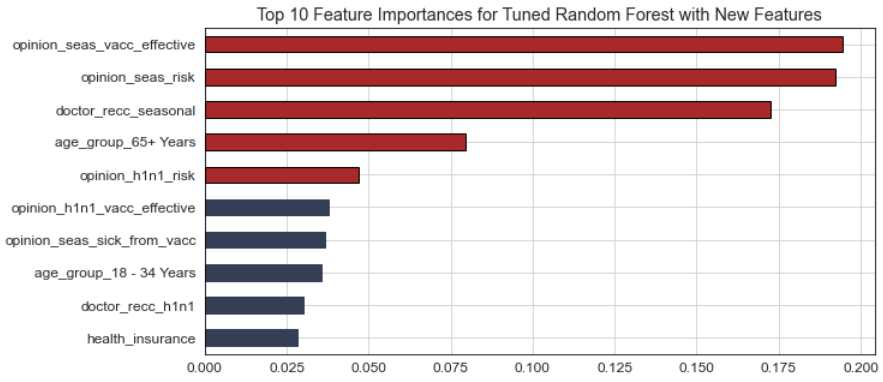 Top 10 Feature Importances for Tuned Random Forest with New Features
opinion_seas_vacc_effective
opinion_seas_risk
doctor_recc_seasonal
age_group_65+ Years
opinion_h1n1_risk
opinion_h1n1_vacc_effective
opinion_seas_sick_from_vacc
age_group_18 - 34 Years
doctor_recc_h1n1
health_insurance
0.000 0.025 0.050 0.075 0.100 0.125 0.150 0.175 0.200